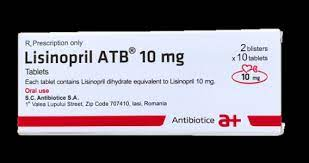 Rx Prescription only
Lisinopril ATB® 10 mg
Tablets
Each tablet contains Lisinopril dihydrate equivalent to Lisinopril 10 mg.
Oral use
S.C. Antibiotice S.A.
1st Valea Lupului Street, Zip Code 707410, Iasi, Romania
2 blisters
x 10 tablets
10 mg
Antibiotice a+